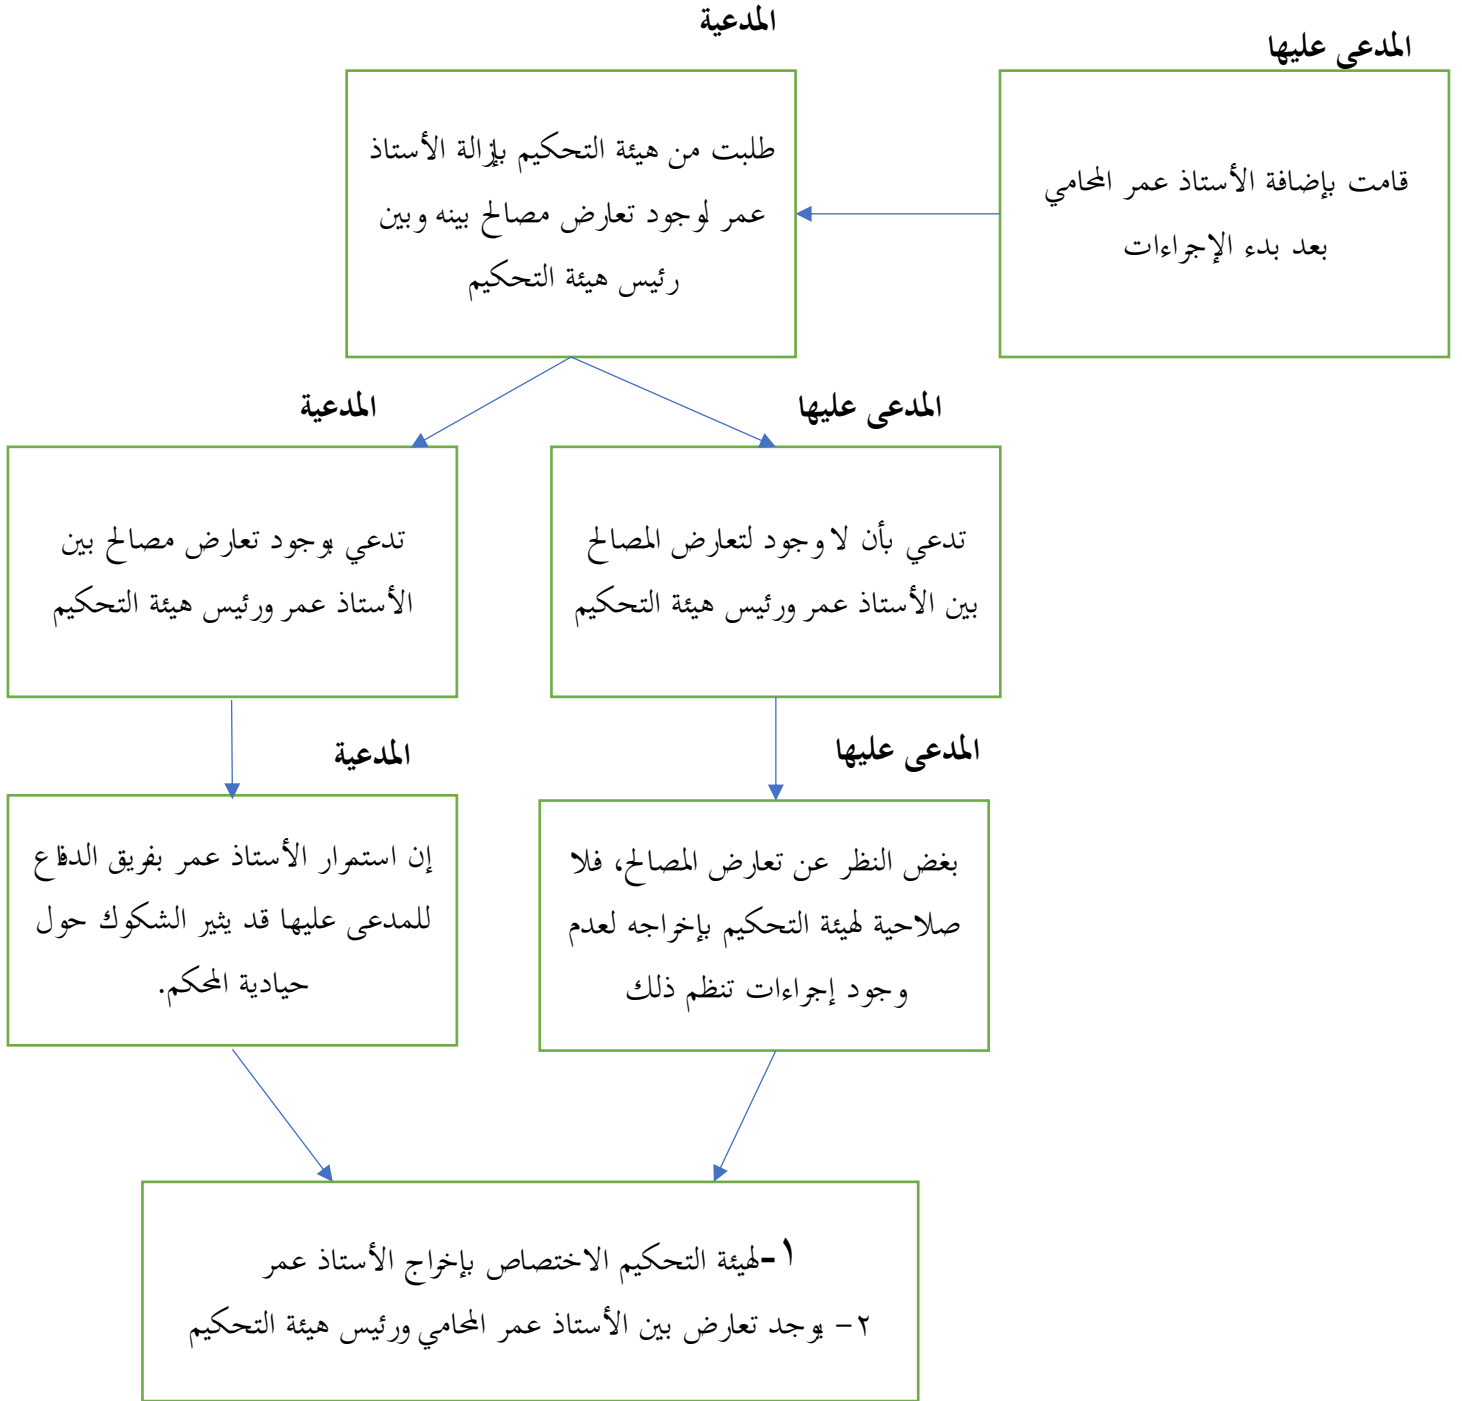 المدعى عليها
قامت بإضافة الأستاذ عمر المحامي
بعد بدء الإجراءات
المدعية
طلبت من هيئة التحكيم بإزالة الأستاذ
عمر لوجود تعارض مصالح بينه وبين
رئيس هيئة التحكيم
المدعى عليها
تدعي بأن لا وجود لتعارض المصالح
بين الأستاذ عمر ورئيس هيئة التحكيم
المدعية
تدعي بوجود تعارض مصالح بين
الأستاذ عمر ورئيس هيئة التحكيم
المدعى عليها
بغض النظر عن تعارض المصالح، فلا
صلاحية لهيئة التحكيم بإخراجه لعدم
وجود إجراءات تنظم ذلك
المدعية
إن استمرار الأستاذ عمر بفريق الدفاع
للمدعى عليها قد يثير الشكوك حول
حيادية المحكم.
١-لهيئة التحكيم الاختصاص بإخراج الأستاذ عمر
٢- يوجد تعارض بين الأستاذ عمر المحامي ورئيس هيئة التحكيم